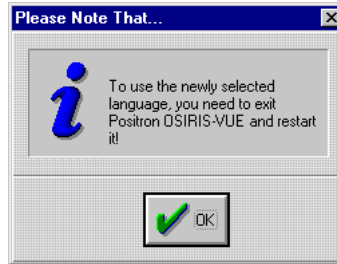 Please Note That...
To use the newly selected
language, you need to exit
Positron OSIRIS-VUE and restart
it!
OK